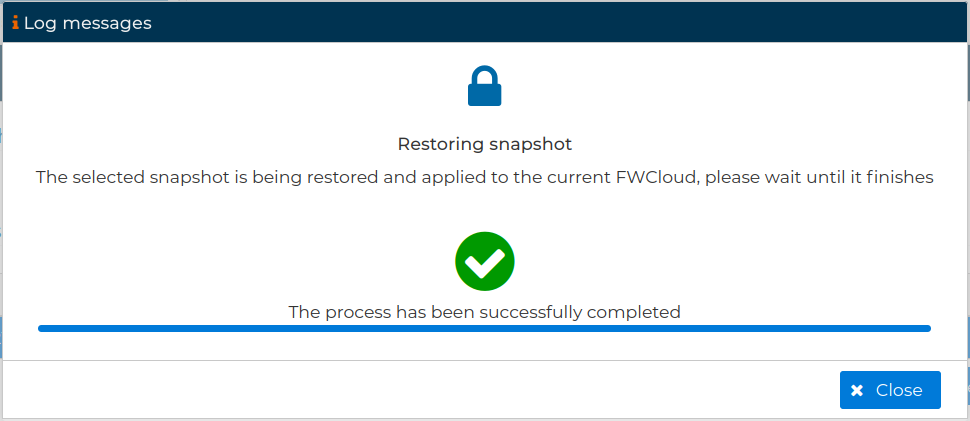 Log messages
Restoring snapshot
The selected snapshot is being restored and applied to the current FWCloud, please wait until it finishes
The process has been successfully completed
Close